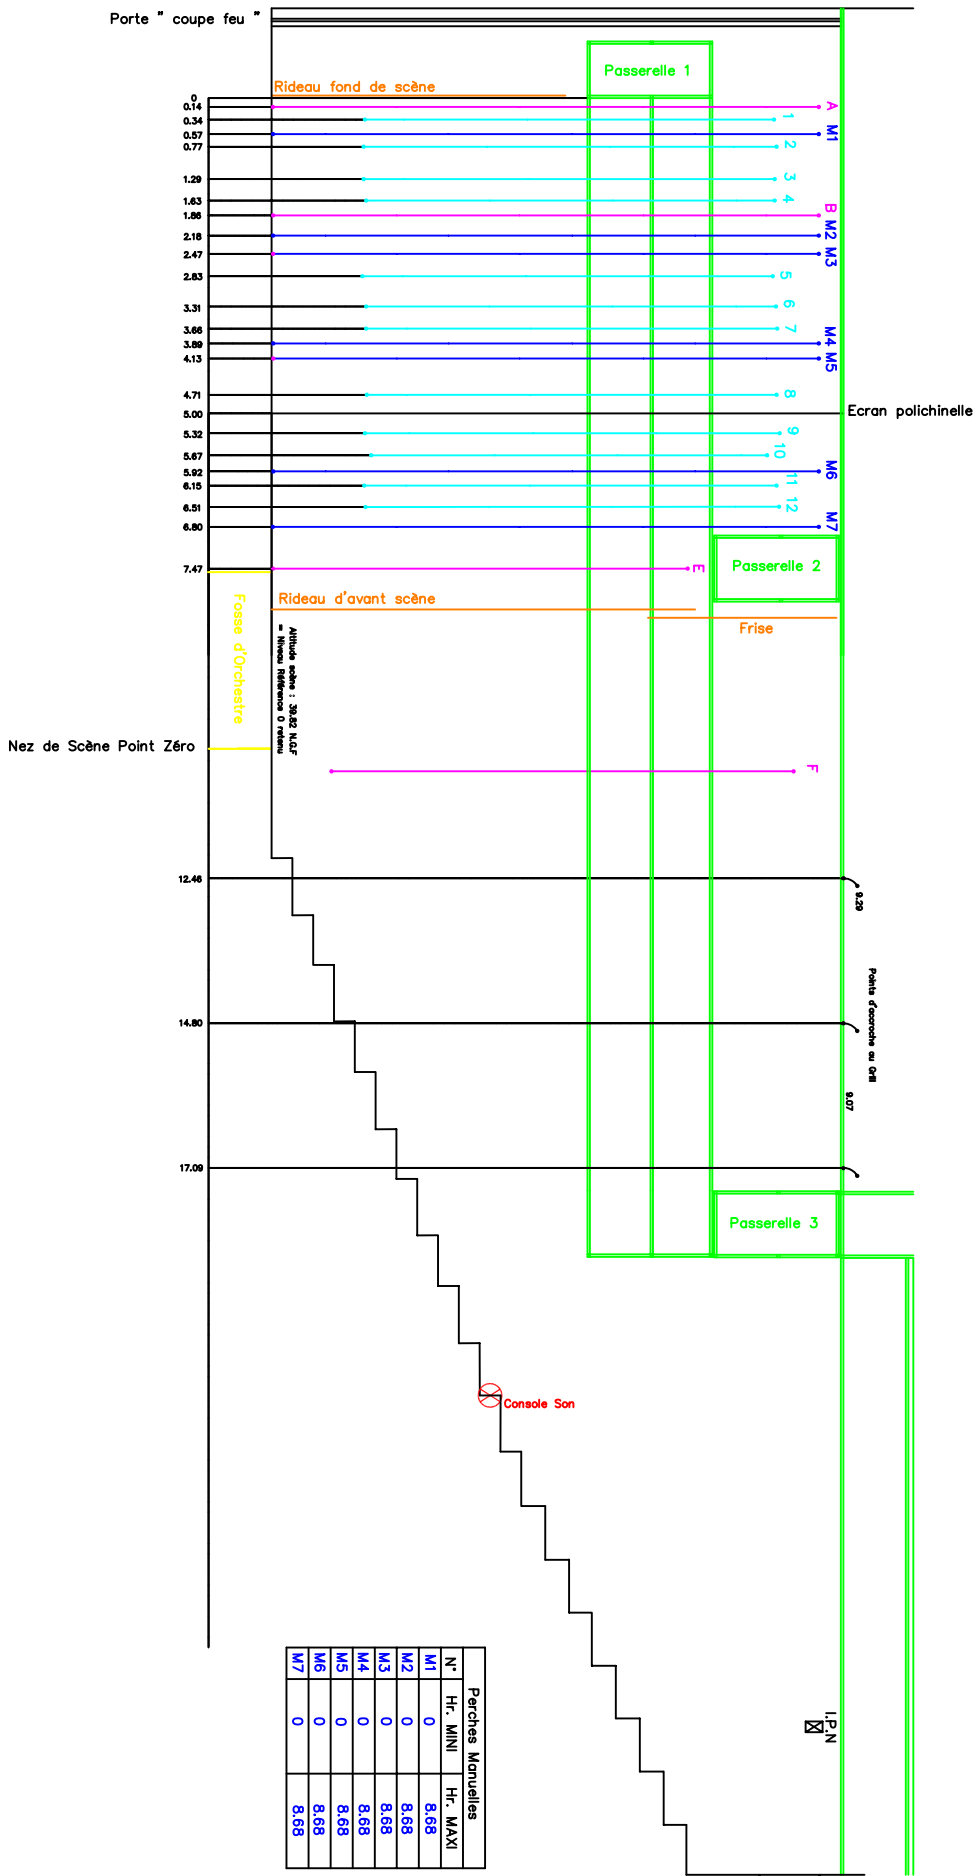 Porte " coupe feu "
Passerelle 1
Rideau fond de scène
0
0.14
A
0.34
1
0.57
M1
0.77
2
1.29
3
1.63
4
1.86
B
2.18
M2
2.47
M3
2.83
5
3.31
6
3.66
7
3.89
M4
4.13
M5
4.71
8
5.00
Ecran polichinelle
5.32
9
5.67
10
5.92
M6
6.15
11
6.51
12
6.80
M7
Passerelle 2
7.47
E
Rideau d'avant scène
Frise
Fosse d'Orchestre
Altitude scène : 39.82 N.G.F
= Niveau Référence 0 retenu
Nez de Scène Point Zéro
F
12.46
9.29
Points d'accroche au Grill
14.80
9.07
17.09
Passerelle 3
Console Son
I.P.N
Perches Manuelles
N° Hr. MINI Hr. MAXI
M1 0 8.68
M2 0 8.68
M3 0 8.68
M4 0 8.68
M5 0 8.68
M6 0 8.68
M7 0 8.68